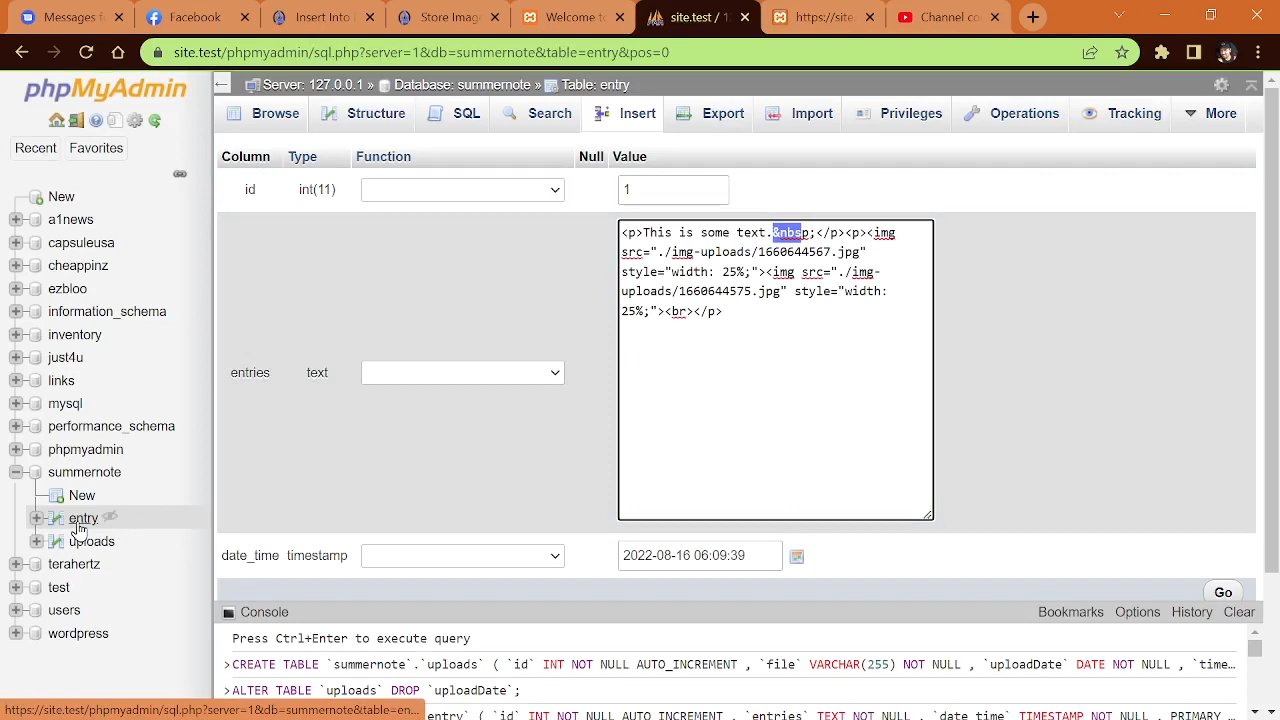 Messages f
Facebook
Insert Into
Store Imag
Welcome to
site.test / 1
https://site
Channel co
site.test/phpmyadmin/sql.php?server=1&db=summernote&table=entry&pos=0
phpMyAdmin
Server: 127.0.0.1 » Database: summernote » Table: entry
Browse
Structure
SQL
Search
Insert
Export
Import
Privileges
Operations
Tracking
More
Recent
Favorites
New
a1news
capsuleusa
cheappinz
ezbloo
information_schema
inventory
just4u
links
mysql
performance_schema
phpmyadmin
summernote
New
entry
uploads
terahertz
test
users
wordpress
Column Type Function Null Value
id int(11) 1
entries text
<p>This is some text.&nbsp;</p><p><img
src="./img-uploads/1660644567.jpg"
style="width: 25%;"><img src="./img-
uploads/1660644575.jpg" style="width:
25%;"><br></p>
date_time timestamp 2022-08-16 06:09:39
Go
Console
Bookmarks Options History Clear
Press Ctrl+Enter to execute query
>CREATE TABLE `summernote`.`uploads` ( `id` INT NOT NULL AUTO_INCREMENT , `file` VARCHAR(255) NOT NULL , `uploadDate` DATE NOT NULL , `time…
>ALTER TABLE `uploads` DROP `uploadDate`;
entry` ( `id` INT NOT NULL AUTO_INCREMENT , `entries` TEXT NOT NULL , `date_time` TIMESTAMP NOT NULL , PRIMARY
https://site.test/phpmyadmin/sql.php?server=1&db=summernote&table=en...